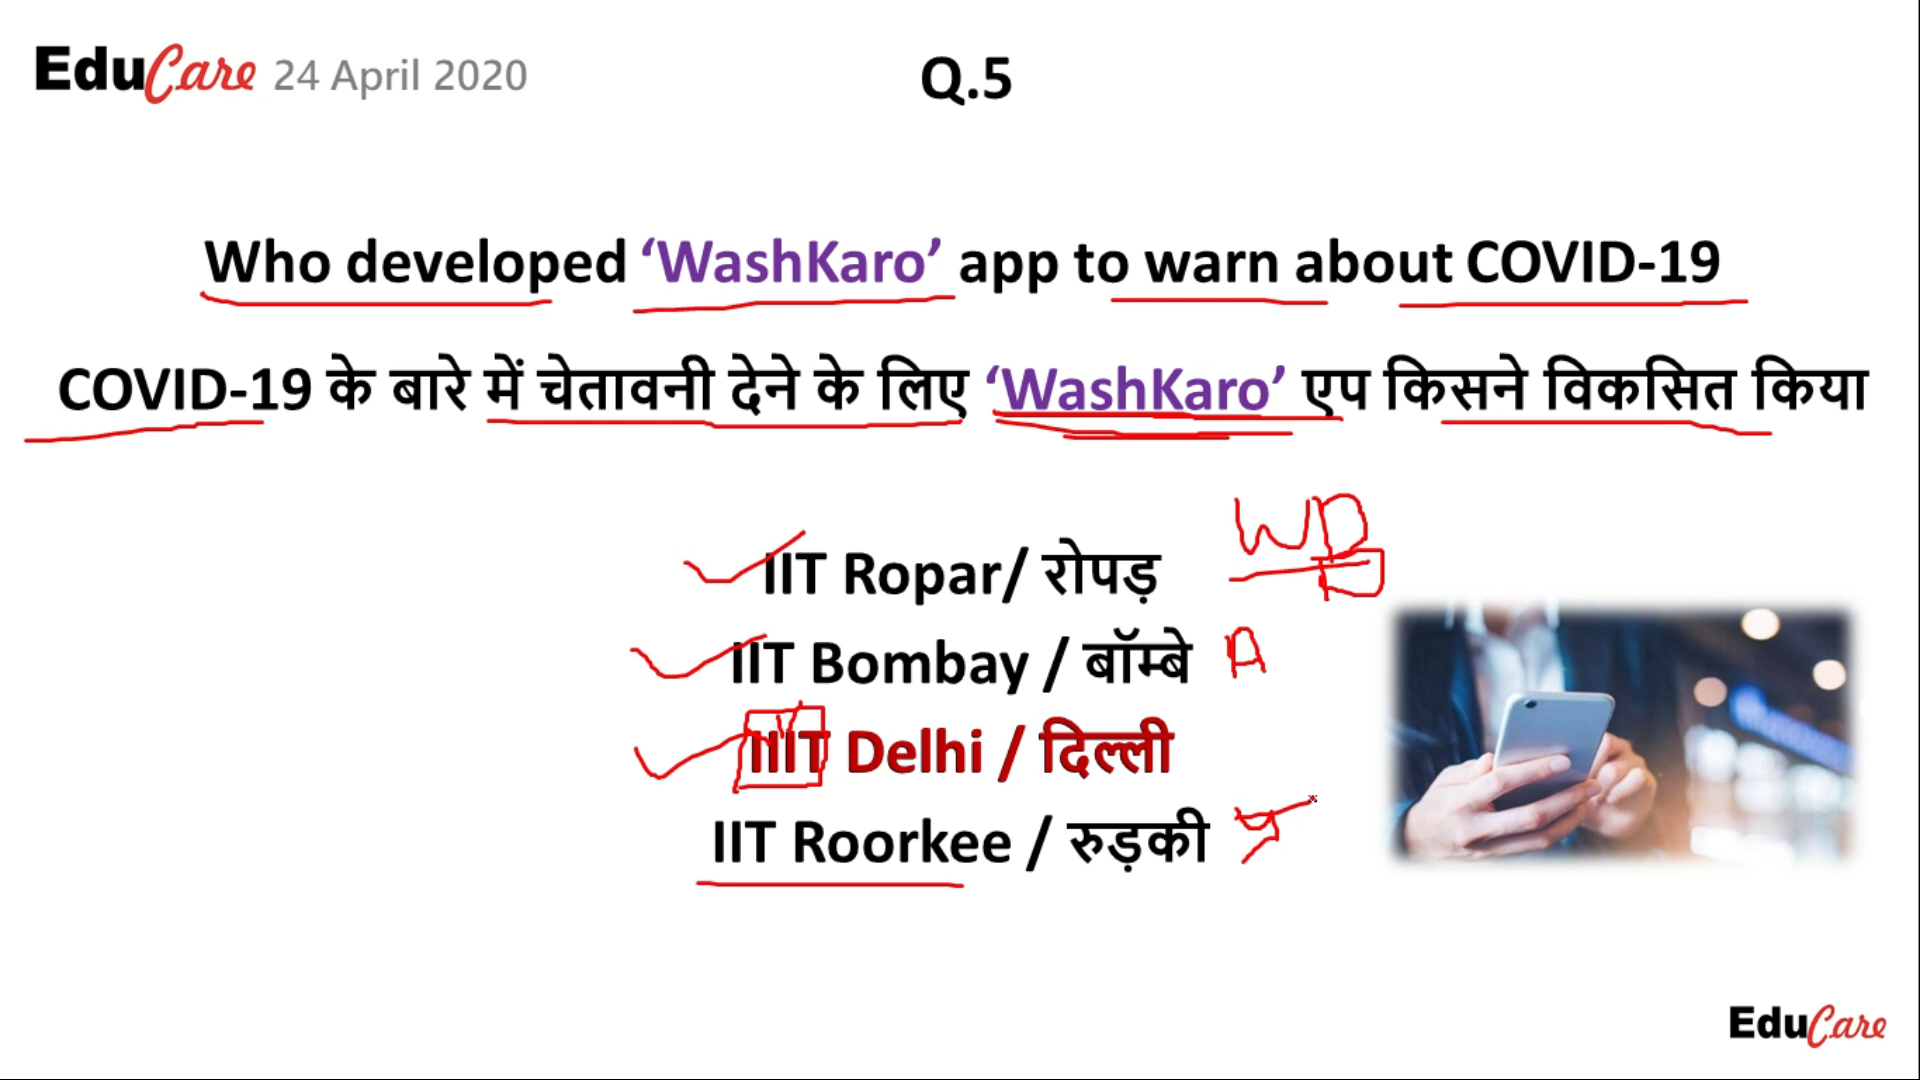 EduCare 24 April 2020
Q.5
Who developed ‘WashKaro’ app to warn about COVID-19
COVID-19 के बारे में चेतावनी देने के लिए ‘WashKaro’ एप किसने विकसित किया
WD
IIT Ropar/ रोपड़
IIT Bombay / बॉम्बे A
IIIT Delhi / दिल्ली
IIT Roorkee / रुड़की
EduCare